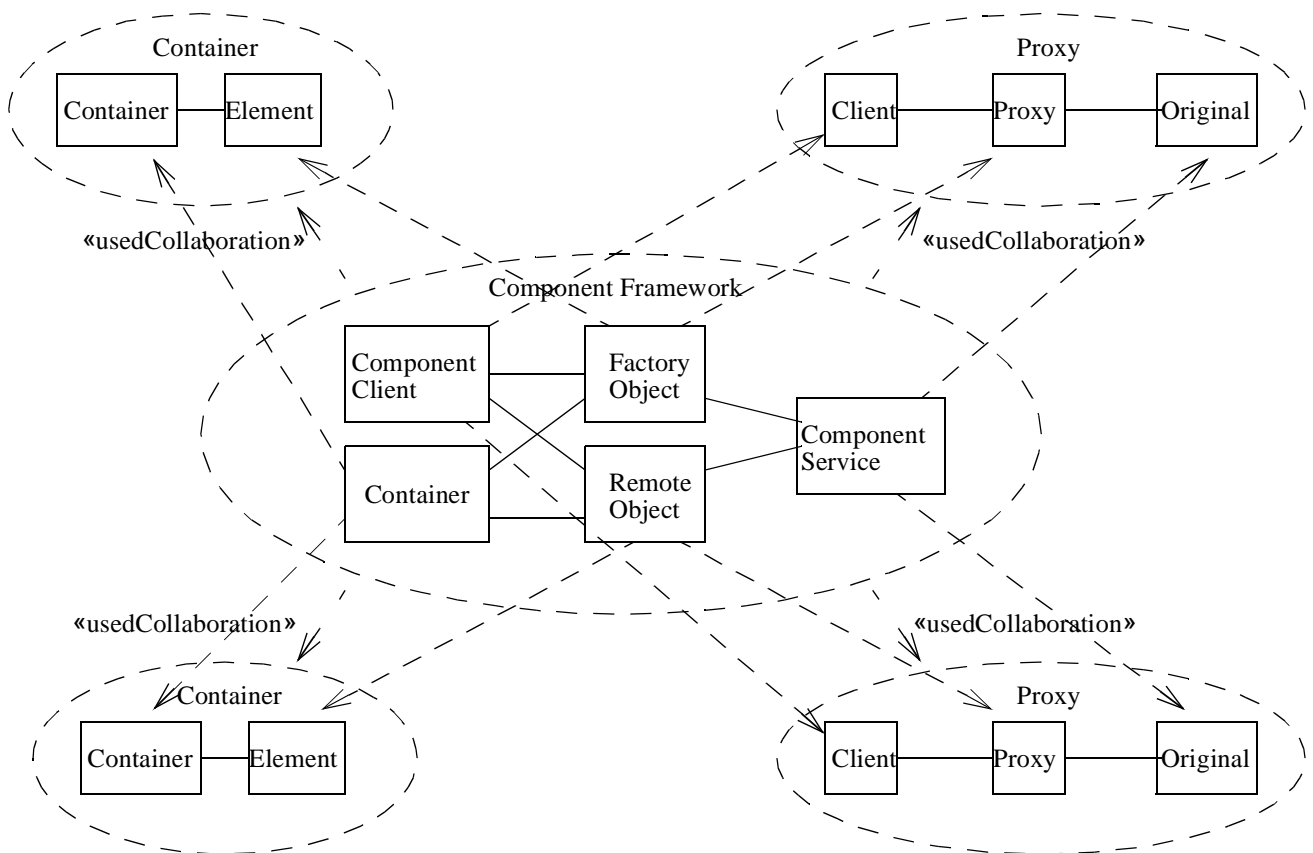 Container
Container
Element
Proxy
Client
Proxy
Original
«usedCollaboration»
«usedCollaboration»
Component Framework
Component
Client
Factory
Object
Component
Service
Container
Remote
Object
«usedCollaboration»
«usedCollaboration»
Container
Container
Element
Proxy
Client
Proxy
Original